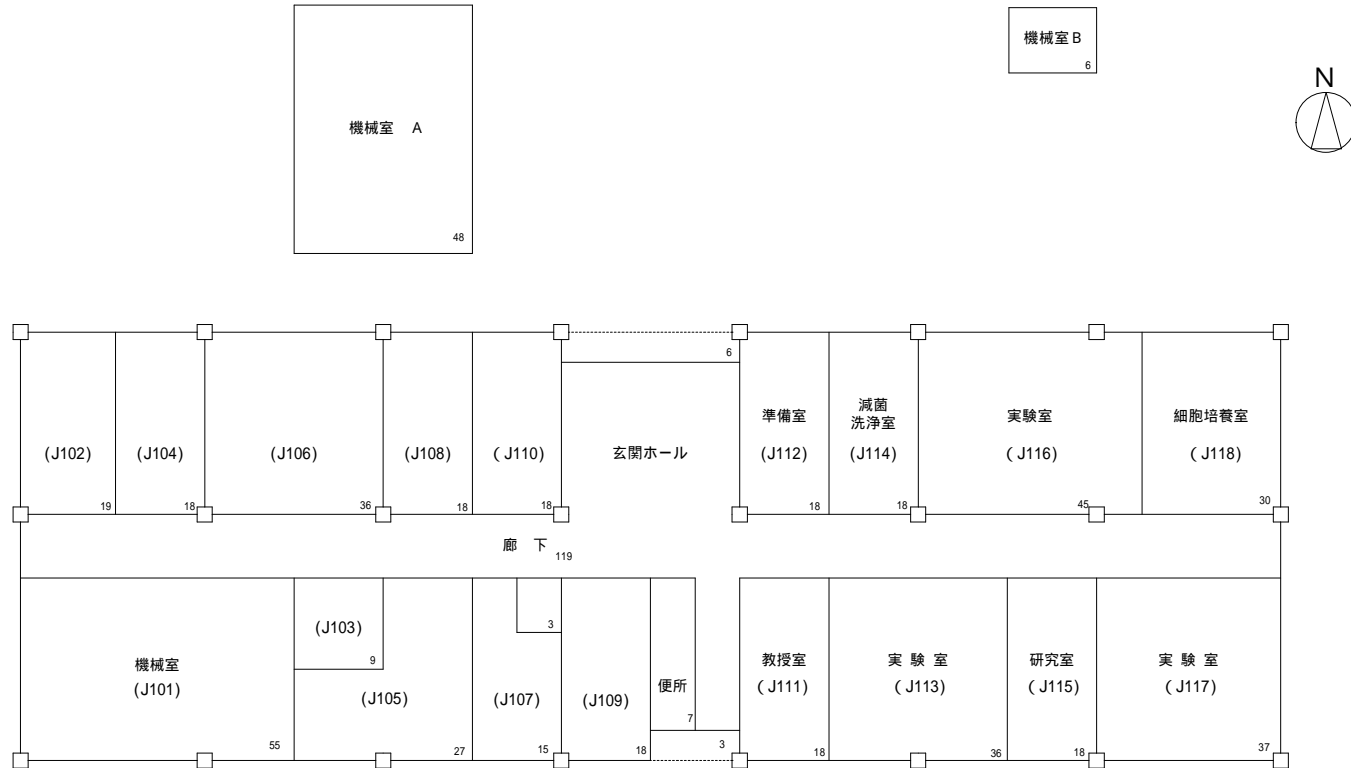 機械室 A
48
機械室 B
6
N
(J102)
19
(J104)
18
(J106)
36
(J108)
18
(J110)
18
6
玄関ホール
準備室
(J112)
18
減菌
洗浄室
(J114)
18
実験室
(J116)
45
細胞培養室
(J118)
30
廊 下
119
機械室
(J101)
55
(J103)
9
(J105)
27
3
(J107)
15
(J109)
18
便所
7
3
教授室
(J111)
18
実 験 室
(J113)
36
研究室
(J115)
18
実 験 室
(J117)
37